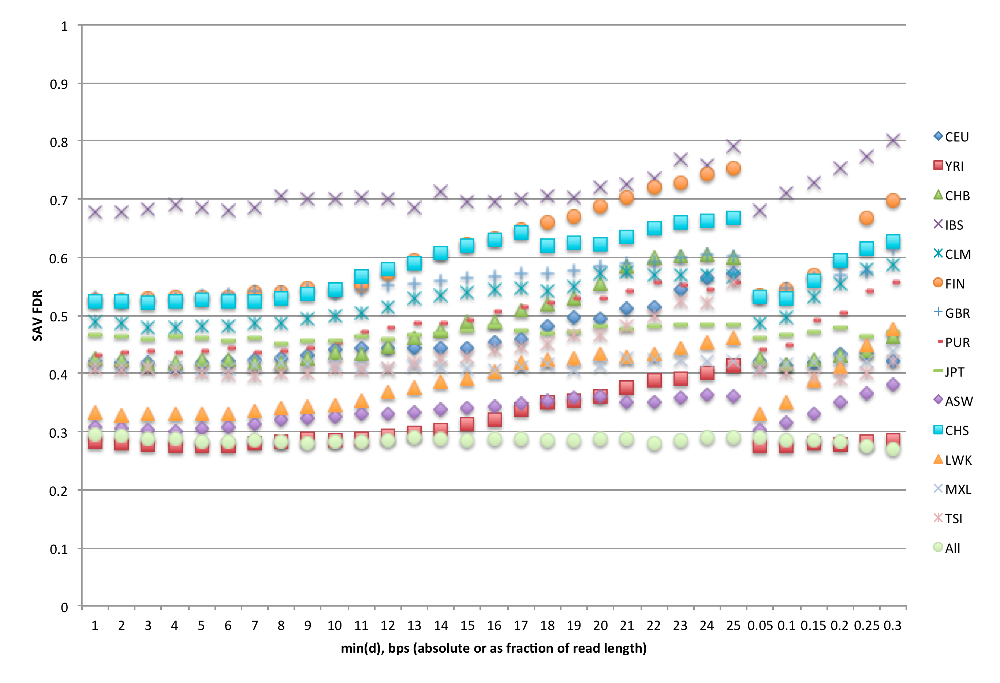 1
0.9
0.8
0.7
0.6
0.5
0.4
0.3
0.2
0.1
0
SAV FDR
1 2 3 4 5 6 7 8 9 10 11 12 13 14 15 16 17 18 19 20 21 22 23 24 25 0.05 0.1 0.15 0.2 0.25 0.3
min(d), bps (absolute or as fraction of read length)
CEU
YRI
CHB
IBS
CLM
FIN
GBR
PUR
JPT
ASW
CHS
LWK
MXL
TSI
All